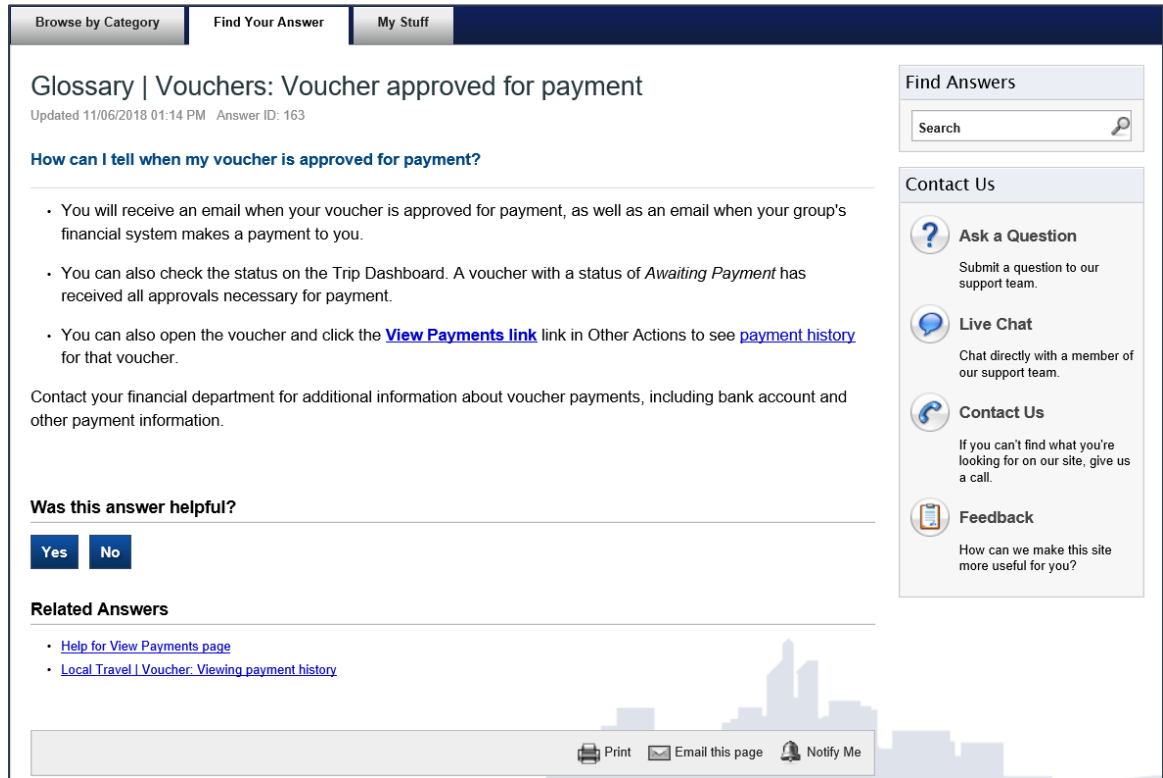 Browse by Category
Find Your Answer
My Stuff
Glossary | Vouchers: Voucher approved for payment
Updated 11/06/2018 01:14 PM Answer ID: 163
How can I tell when my voucher is approved for payment?
• You will receive an email when your voucher is approved for payment, as well as an email when your group's
financial system makes a payment to you.
• You can also check the status on the Trip Dashboard. A voucher with a status of Awaiting Payment has
received all approvals necessary for payment.
• You can also open the voucher and click the View Payments link link in Other Actions to see payment history
for that voucher.
Contact your financial department for additional information about voucher payments, including bank account and
other payment information.
Was this answer helpful?
Yes
No
Related Answers
• Help for View Payments page
• Local Travel | Voucher: Viewing payment history
Print
Email this page
Notify Me
Find Answers
Search
Contact Us
Ask a Question
Submit a question to our
support team.
Live Chat
Chat directly with a member of
our support team.
Contact Us
If you can't find what you're
looking for on our site, give us
a call.
Feedback
How can we make this site
more useful for you?